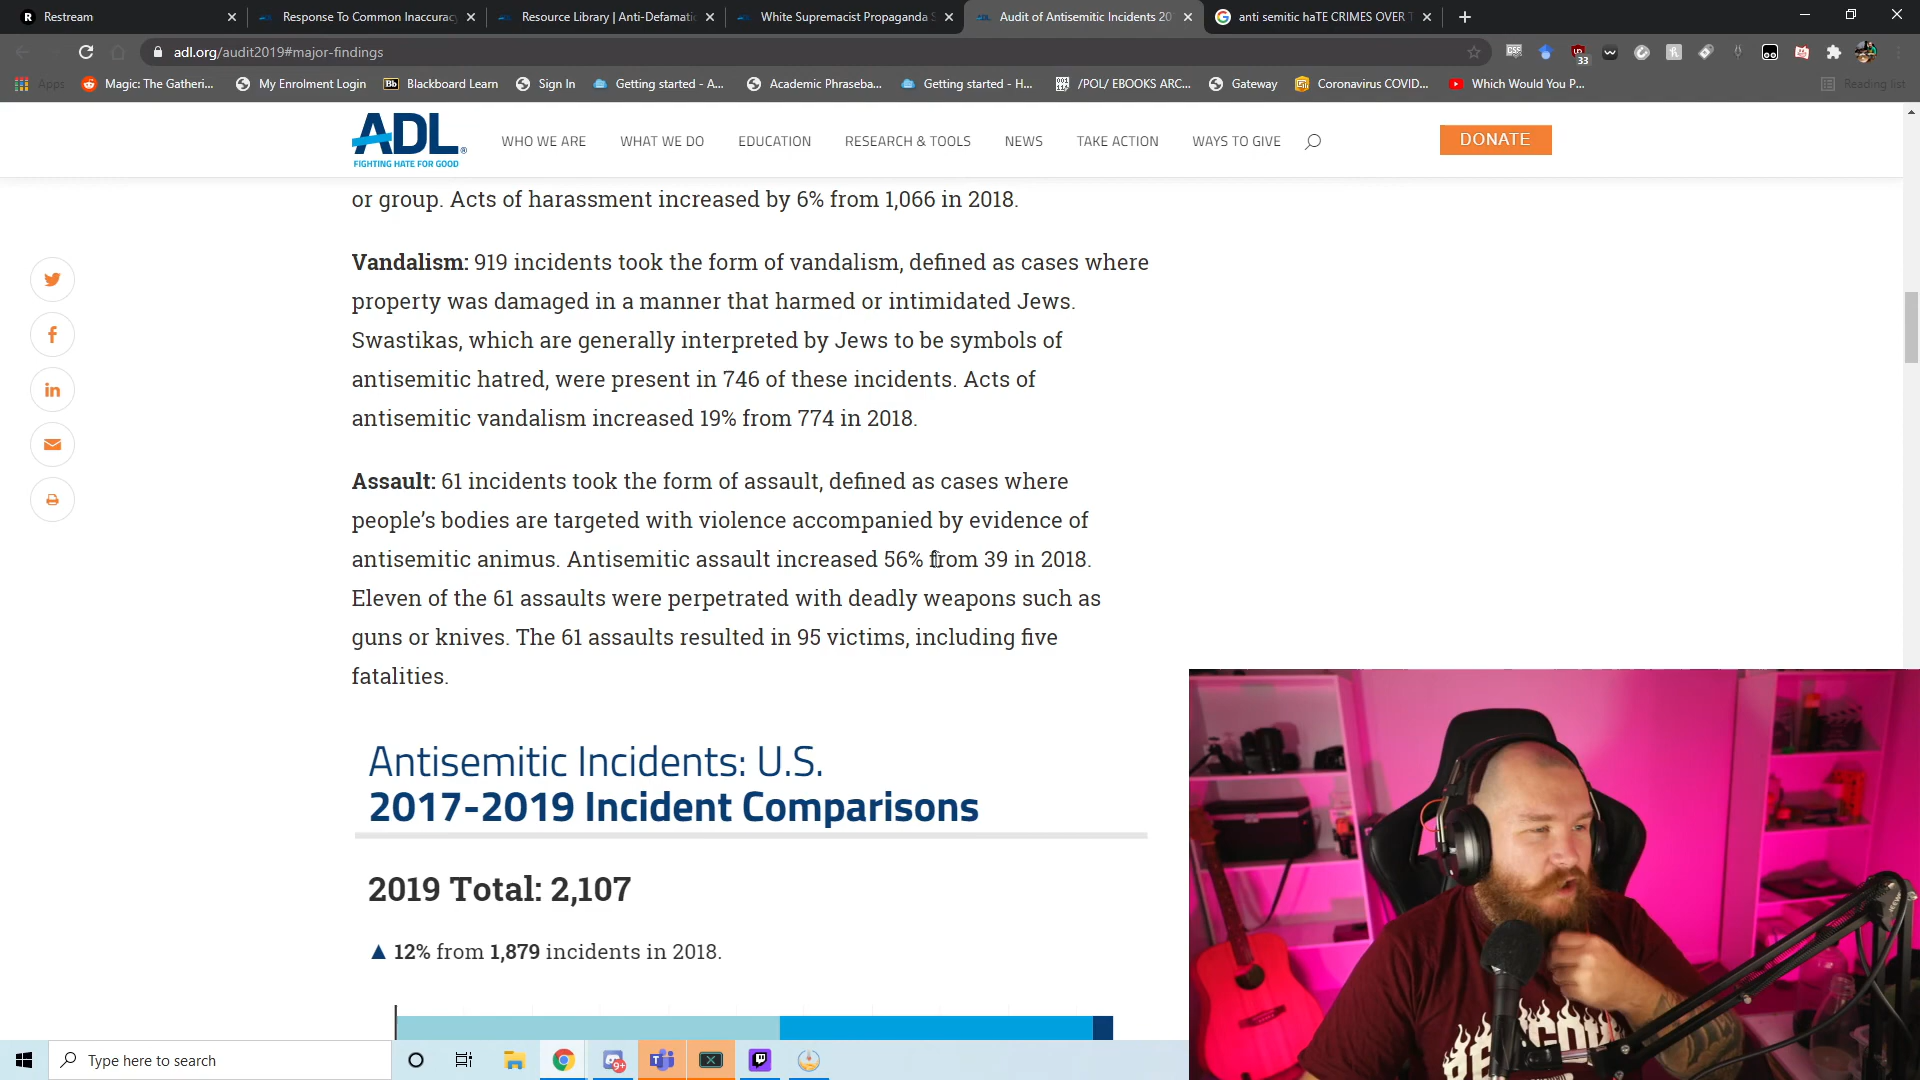 R Restream
Response To Common Inaccuracy
Resource Library | Anti-Defamati
White Supremacist Propaganda S
Audit of Antisemitic Incidents 20
anti semitic haTE CRIMES OVER T
adl.org/audit2019#major-findings
33
Apps
Magic: The Gatheri...
My Enrolment Login
Bb Blackboard Learn
Sign In
Getting started - A...
Academic Phraseba...
Getting started - H...
/POL/ EBOOKS ARC...
Gateway
Coronavirus COVID...
Which Would You P...
Reading list
ADL
FIGHTING HATE FOR GOOD
WHO WE ARE
WHAT WE DO
EDUCATION
RESEARCH & TOOLS
NEWS
TAKE ACTION
WAYS TO GIVE
DONATE
or group. Acts of harassment increased by 6% from 1,066 in 2018.
Vandalism: 919 incidents took the form of vandalism, defined as cases where
property was damaged in a manner that harmed or intimidated Jews.
Swastikas, which are generally interpreted by Jews to be symbols of
antisemitic hatred, were present in 746 of these incidents. Acts of
antisemitic vandalism increased 19% from 774 in 2018.
Assault: 61 incidents took the form of assault, defined as cases where
people's bodies are targeted with violence accompanied by evidence of
antisemitic animus. Antisemitic assault increased 56% from 39 in 2018.
Eleven of the 61 assaults were perpetrated with deadly weapons such as
guns or knives. The 61 assaults resulted in 95 victims, including five
fatalities.
Antisemitic Incidents: U.S.
2017-2019 Incident Comparisons
2019 Total: 2,107
▲ 12% from 1,879 incidents in 2018.
Type here to search
9+